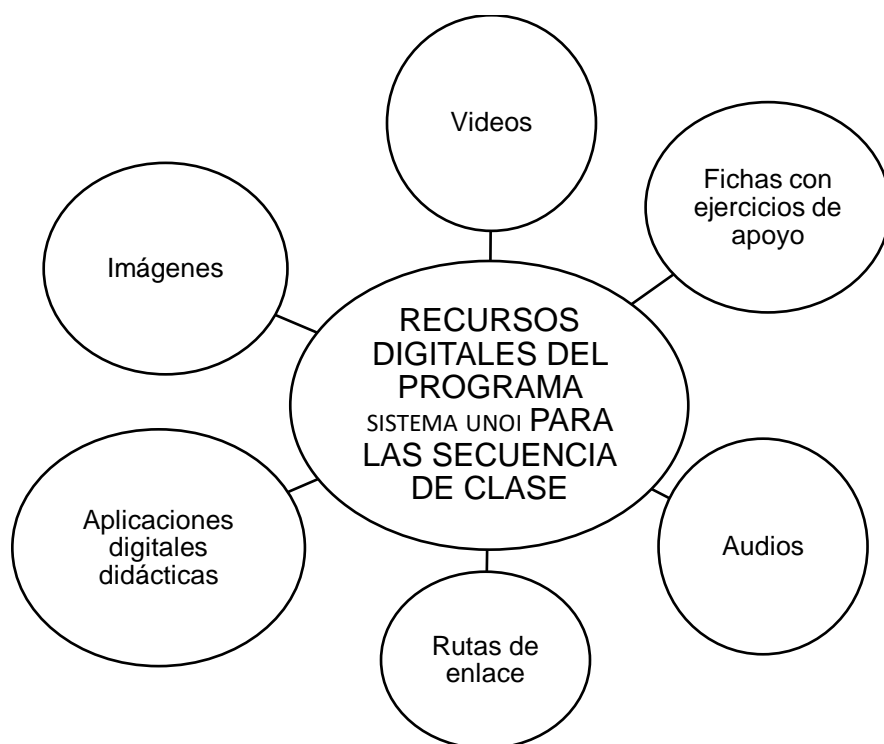 Videos
Fichas con
ejercicios de
apoyo
Imágenes
RECURSOS
DIGITALES DEL
PROGRAMA
SISTEMA UNOI PARA
LAS SECUENCIA
DE CLASE
Aplicaciones
digitales
didácticas
Audios
Rutas de
enlace